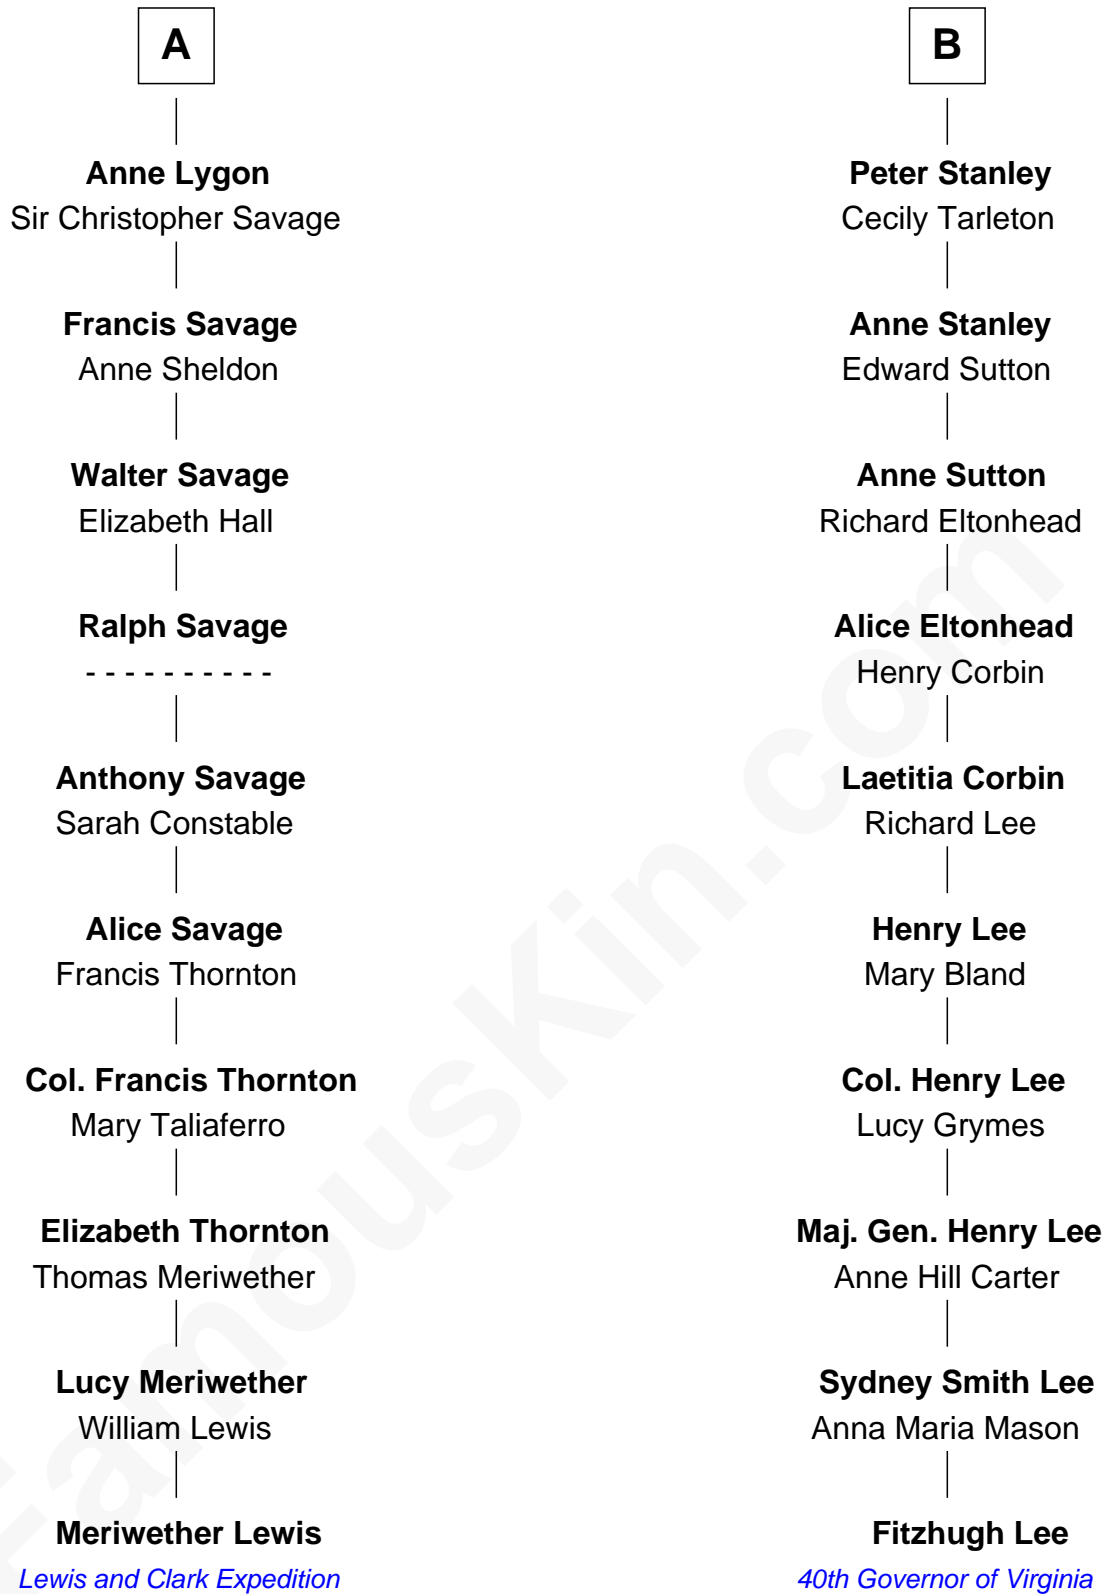 A
Anne Lygon
Sir Christopher Savage
Francis Savage
Anne Sheldon
Walter Savage
Elizabeth Hall
Ralph Savage
- - - - - - - - - -
Anthony Savage
Sarah Constable
Alice Savage
Francis Thornton
Col. Francis Thornton
Mary Taliaferro
Elizabeth Thornton
Thomas Meriwether
Lucy Meriwether
William Lewis
Meriwether Lewis
Lewis and Clark Expedition
B
Peter Stanley
Cecily Tarleton
Anne Stanley
Edward Sutton
Anne Sutton
Richard Eltonhead
Alice Eltonhead
Henry Corbin
Laetitia Corbin
Richard Lee
Henry Lee
Mary Bland
Col. Henry Lee
Lucy Grymes
Maj. Gen. Henry Lee
Anne Hill Carter
Sydney Smith Lee
Anna Maria Mason
Fitzhugh Lee
40th Governor of Virginia
FamousKin.com